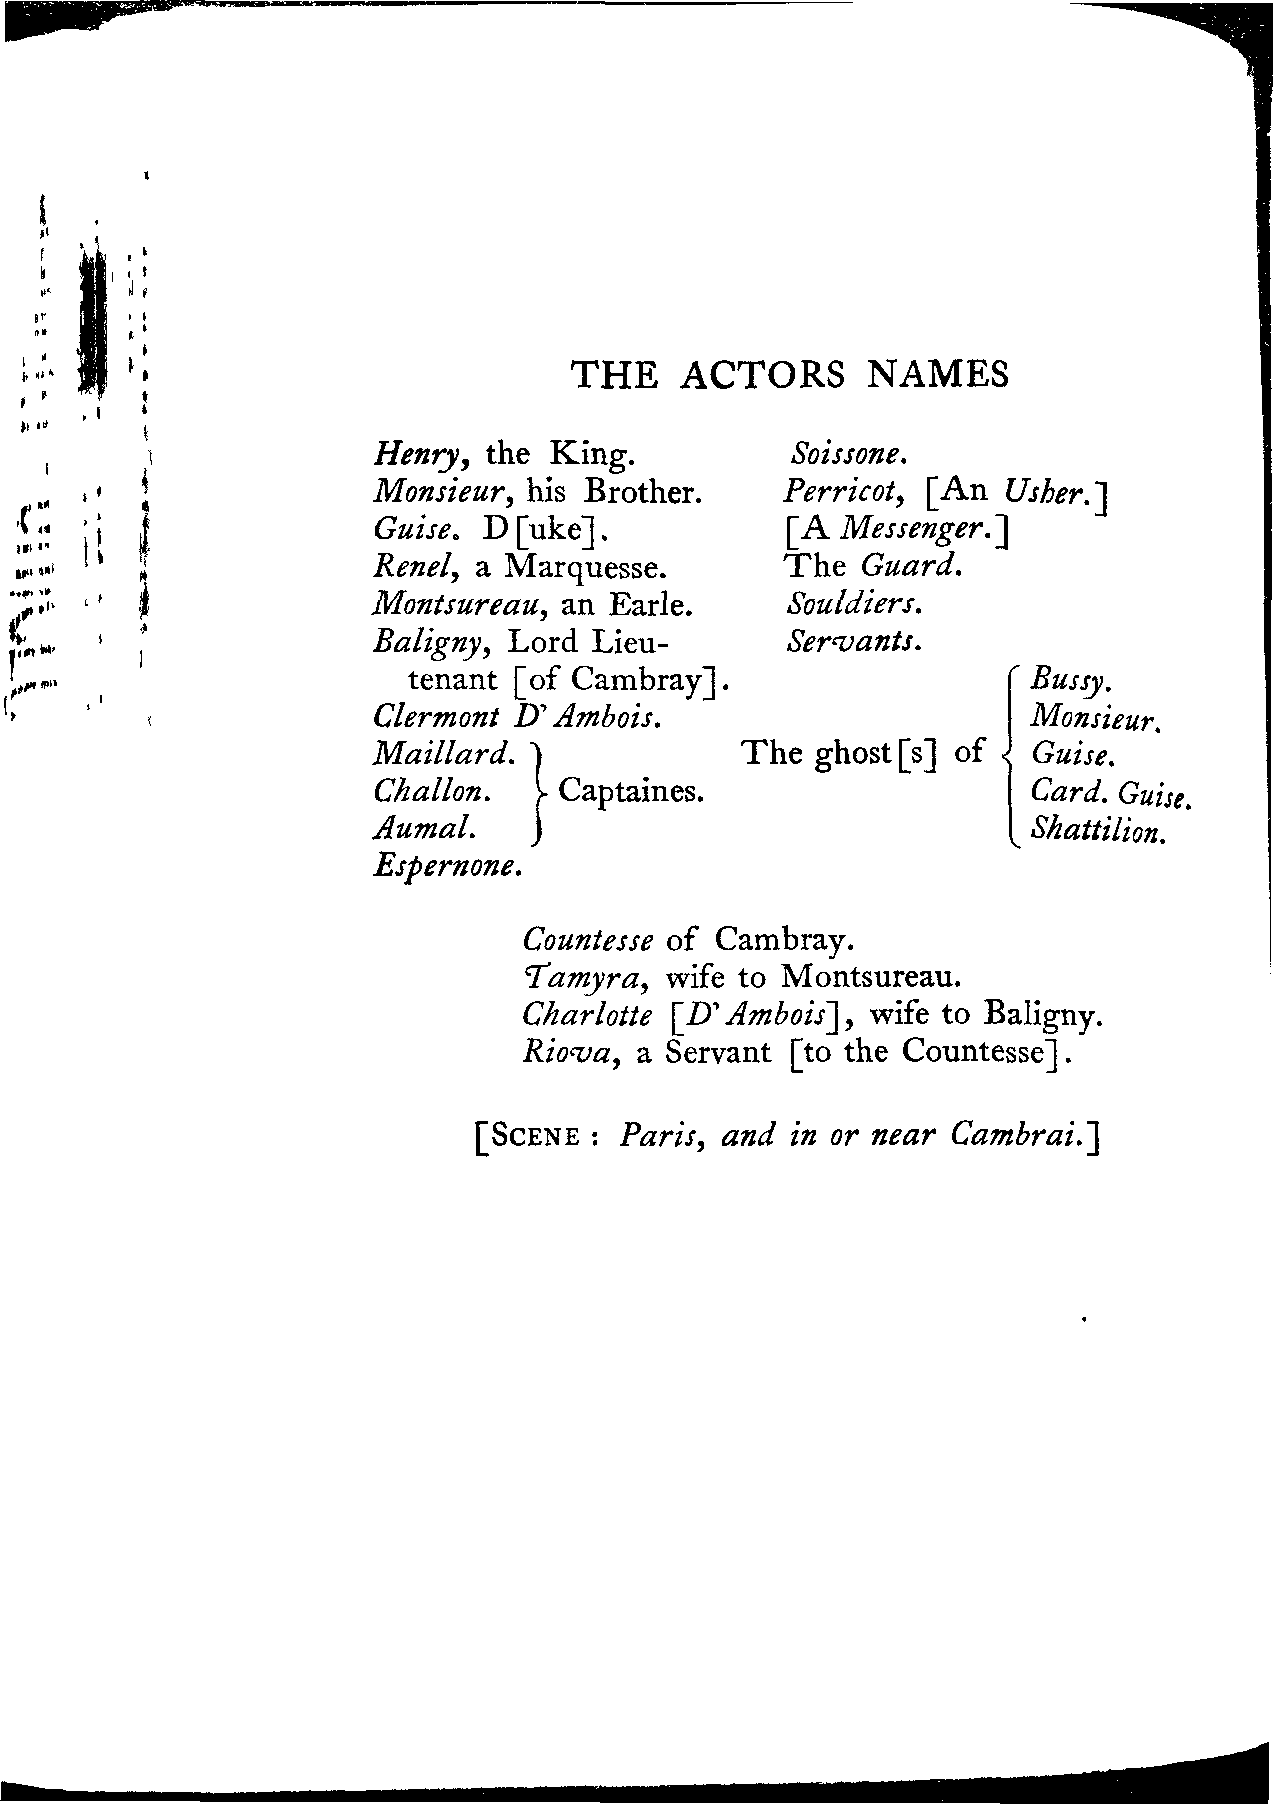 THE ACTORS NAMES
Henry, the King.
Monsieur, his Brother.
Guise. D[uke].
Renel, a Marquesse.
Montsureau, an Earle.
Baligny, Lord Lieu-
tenant [of Cambray].
Clermont D'Ambois.
Maillard.
Challon. } Captaines.
Aumal.
Espernone.
Soissone.
Perricot, [An Usher.]
[A Messenger.]
The Guard.
Souldiers.
Servants.
The ghost[s] of {
Bussy.
Monsieur.
Guise.
Card. Guise.
Shattilion.
Countesse of Cambray.
Tamyra, wife to Montsureau.
Charlotte [D'Ambois], wife to Baligny.
Riova, a Servant [to the Countesse].
[SCENE: Paris, and in or near Cambrai.]